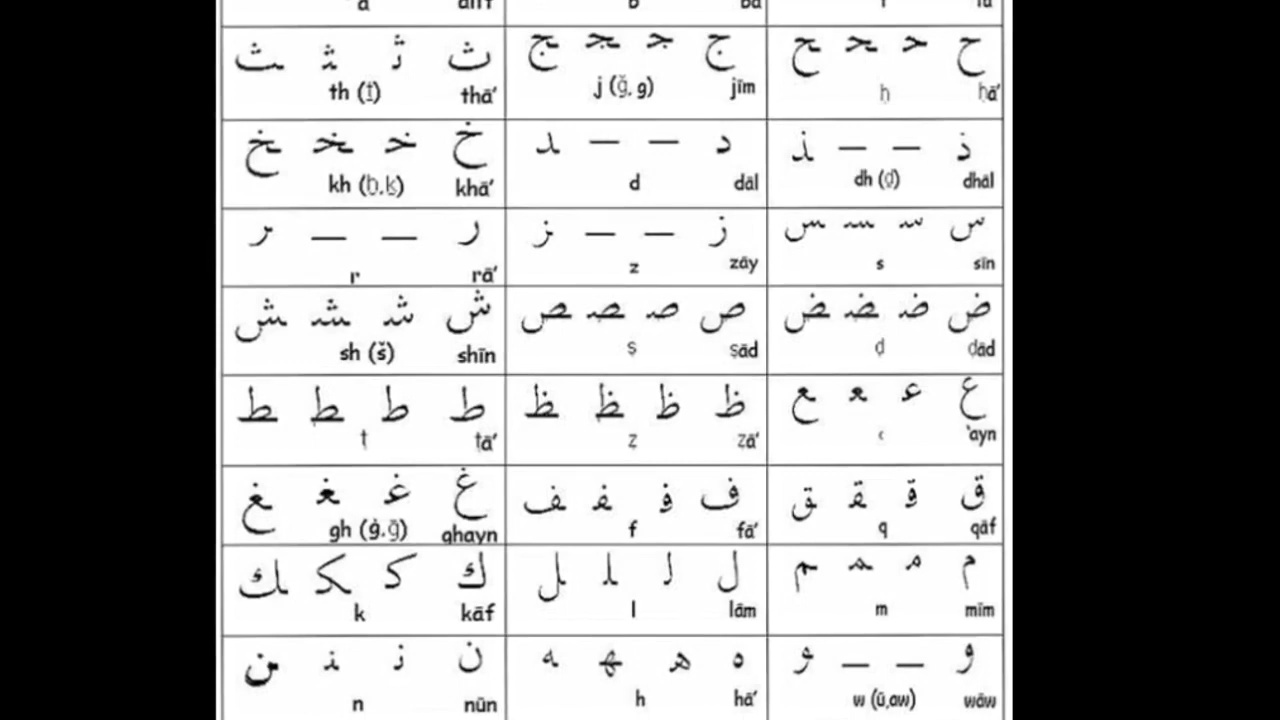 ث ثـ ـثـ ـث
th (ṯ) thā’
ج جـ ـجـ ـج
j (ǧ, g) jīm
ح حـ ـحـ ـح
ḥ ḥā’
خ خـ ـخـ ـخ
kh (ḫ, ḵ) khā’
د — — ـد
d dāl
ذ — — ـذ
dh (ḏ) dhāl
ر — — ـر
r rā’
ز — — ـز
z zāy
س سـ ـسـ ـس
s sīn
ش شـ ـشـ ـش
sh (š) shīn
ص صـ ـصـ ـص
ṣ ṣād
ض ضـ ـضـ ـض
ḍ ḍād
ط طـ ـطـ ـط
ṭ ṭā’
ظ ظـ ـظـ ـظ
ẓ ẓā’
ع عـ ـعـ ـع
‘ ‘ayn
غ غـ ـغـ ـغ
gh (ġ, ḡ) ghayn
ف فـ ـفـ ـف
f fā’
ق قـ ـقـ ـق
q qāf
ك كـ ـكـ ـك
k kāf
ل لـ ـلـ ـل
l lām
م مـ ـمـ ـم
m mīm
ن نـ ـنـ ـن
n nūn
ه هـ ـهـ ـه
h hā’
و — — ـو
w (ū,aw) wāw